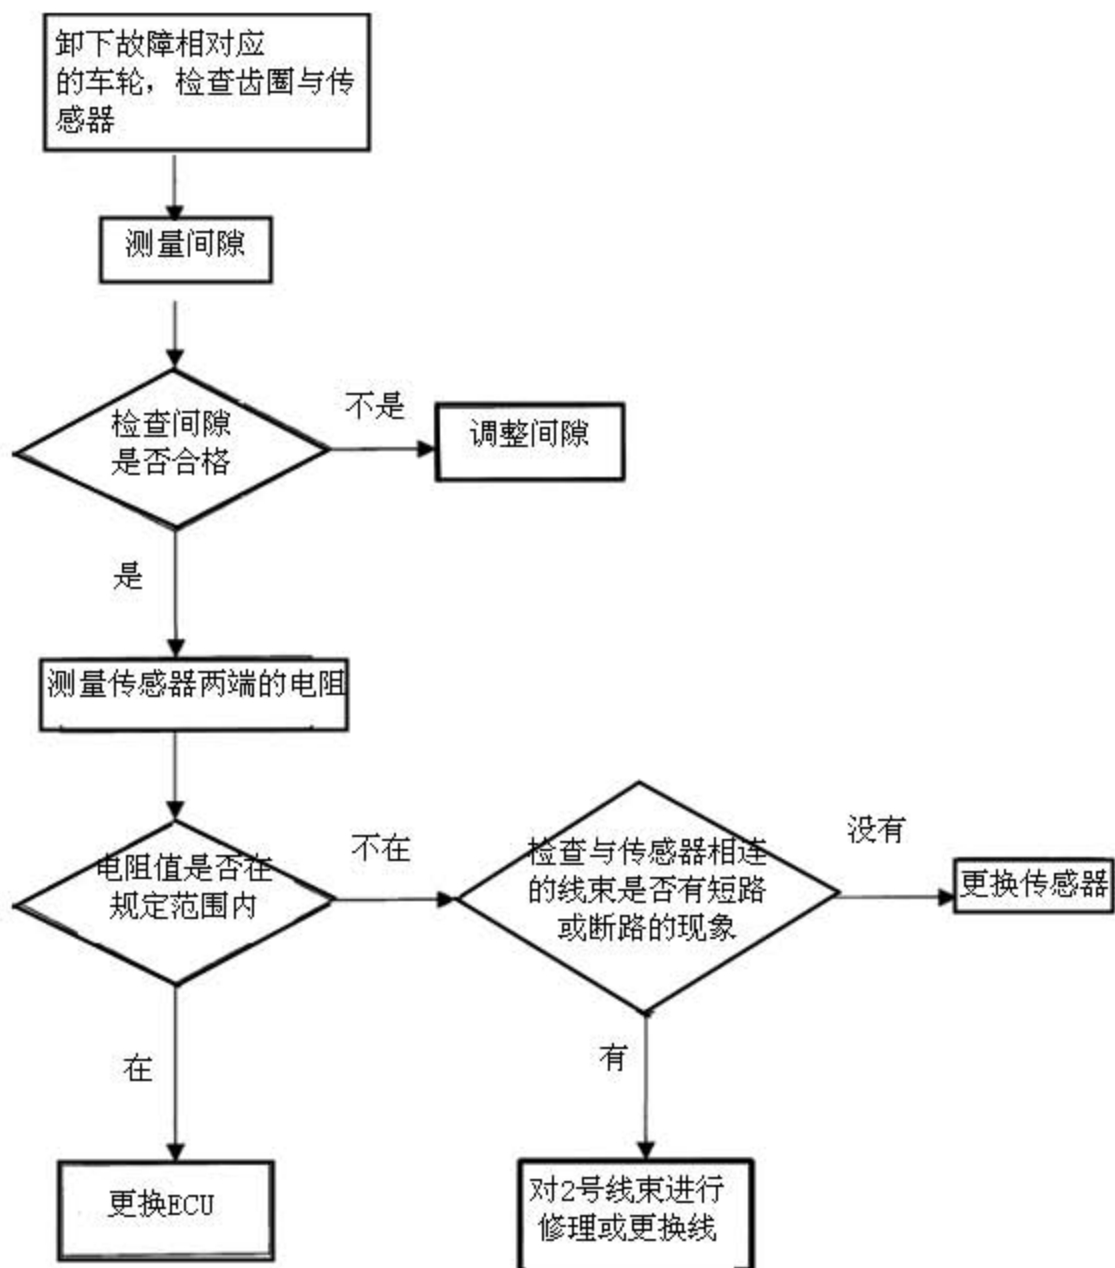 卸下故障相对应
的车轮，检查齿圈与传
感器
测量间隙
检查间隙
是否合格
不是
调整间隙
是
测量传感器两端的电阻
电阻值是否在
规定范围内
不在
检查与传感器相连
的线束是否有短路
或断路的现象
没有
更换传感器
在
有
更换ECU
对2号线束进行
修理或更换线